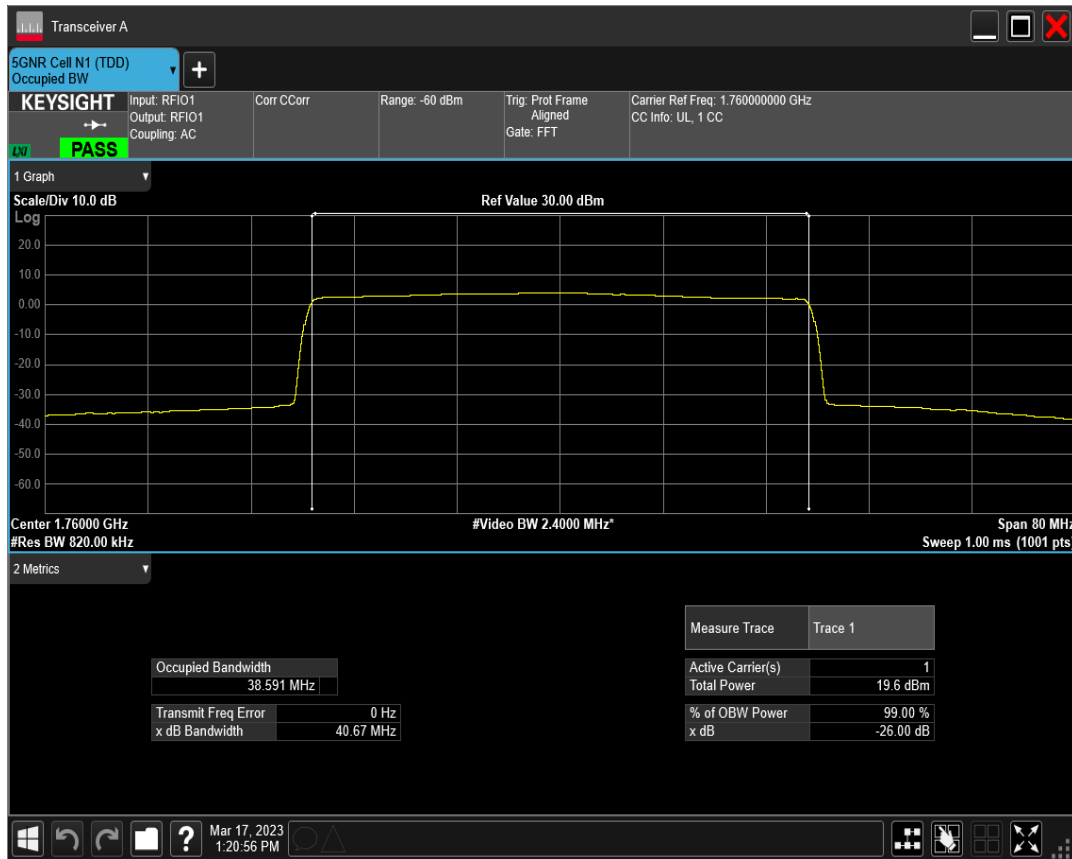 Transceiver A
5GNR Cell N1 (TDD)
Occupied BW
+
KEYSIGHT
LXI
PASS
Input: RFIO1
Output: RFIO1
Coupling: AC
Corr CCorr
Range: -60 dBm
Trig: Prot Frame
Aligned
Gate: FFT
Carrier Ref Freq: 1.760000000 GHz
CC Info: UL, 1 CC
1 Graph
Scale/Div 10.0 dB Ref Value 30.00 dBm
Log
20.0
10.0
0.00
-10.0
-20.0
-30.0
-40.0
-50.0
-60.0
Center 1.76000 GHz #Video BW 2.4000 MHz* Span 80 MHz
#Res BW 820.00 kHz Sweep 1.00 ms (1001 pts)
2 Metrics
Measure Trace Trace 1
Occupied Bandwidth
38.591 MHz
Active Carrier(s) 1
Total Power 19.6 dBm
Transmit Freq Error 0 Hz
x dB Bandwidth 40.67 MHz
% of OBW Power 99.00 %
x dB -26.00 dB
?
Mar 17, 2023
1:20:56 PM